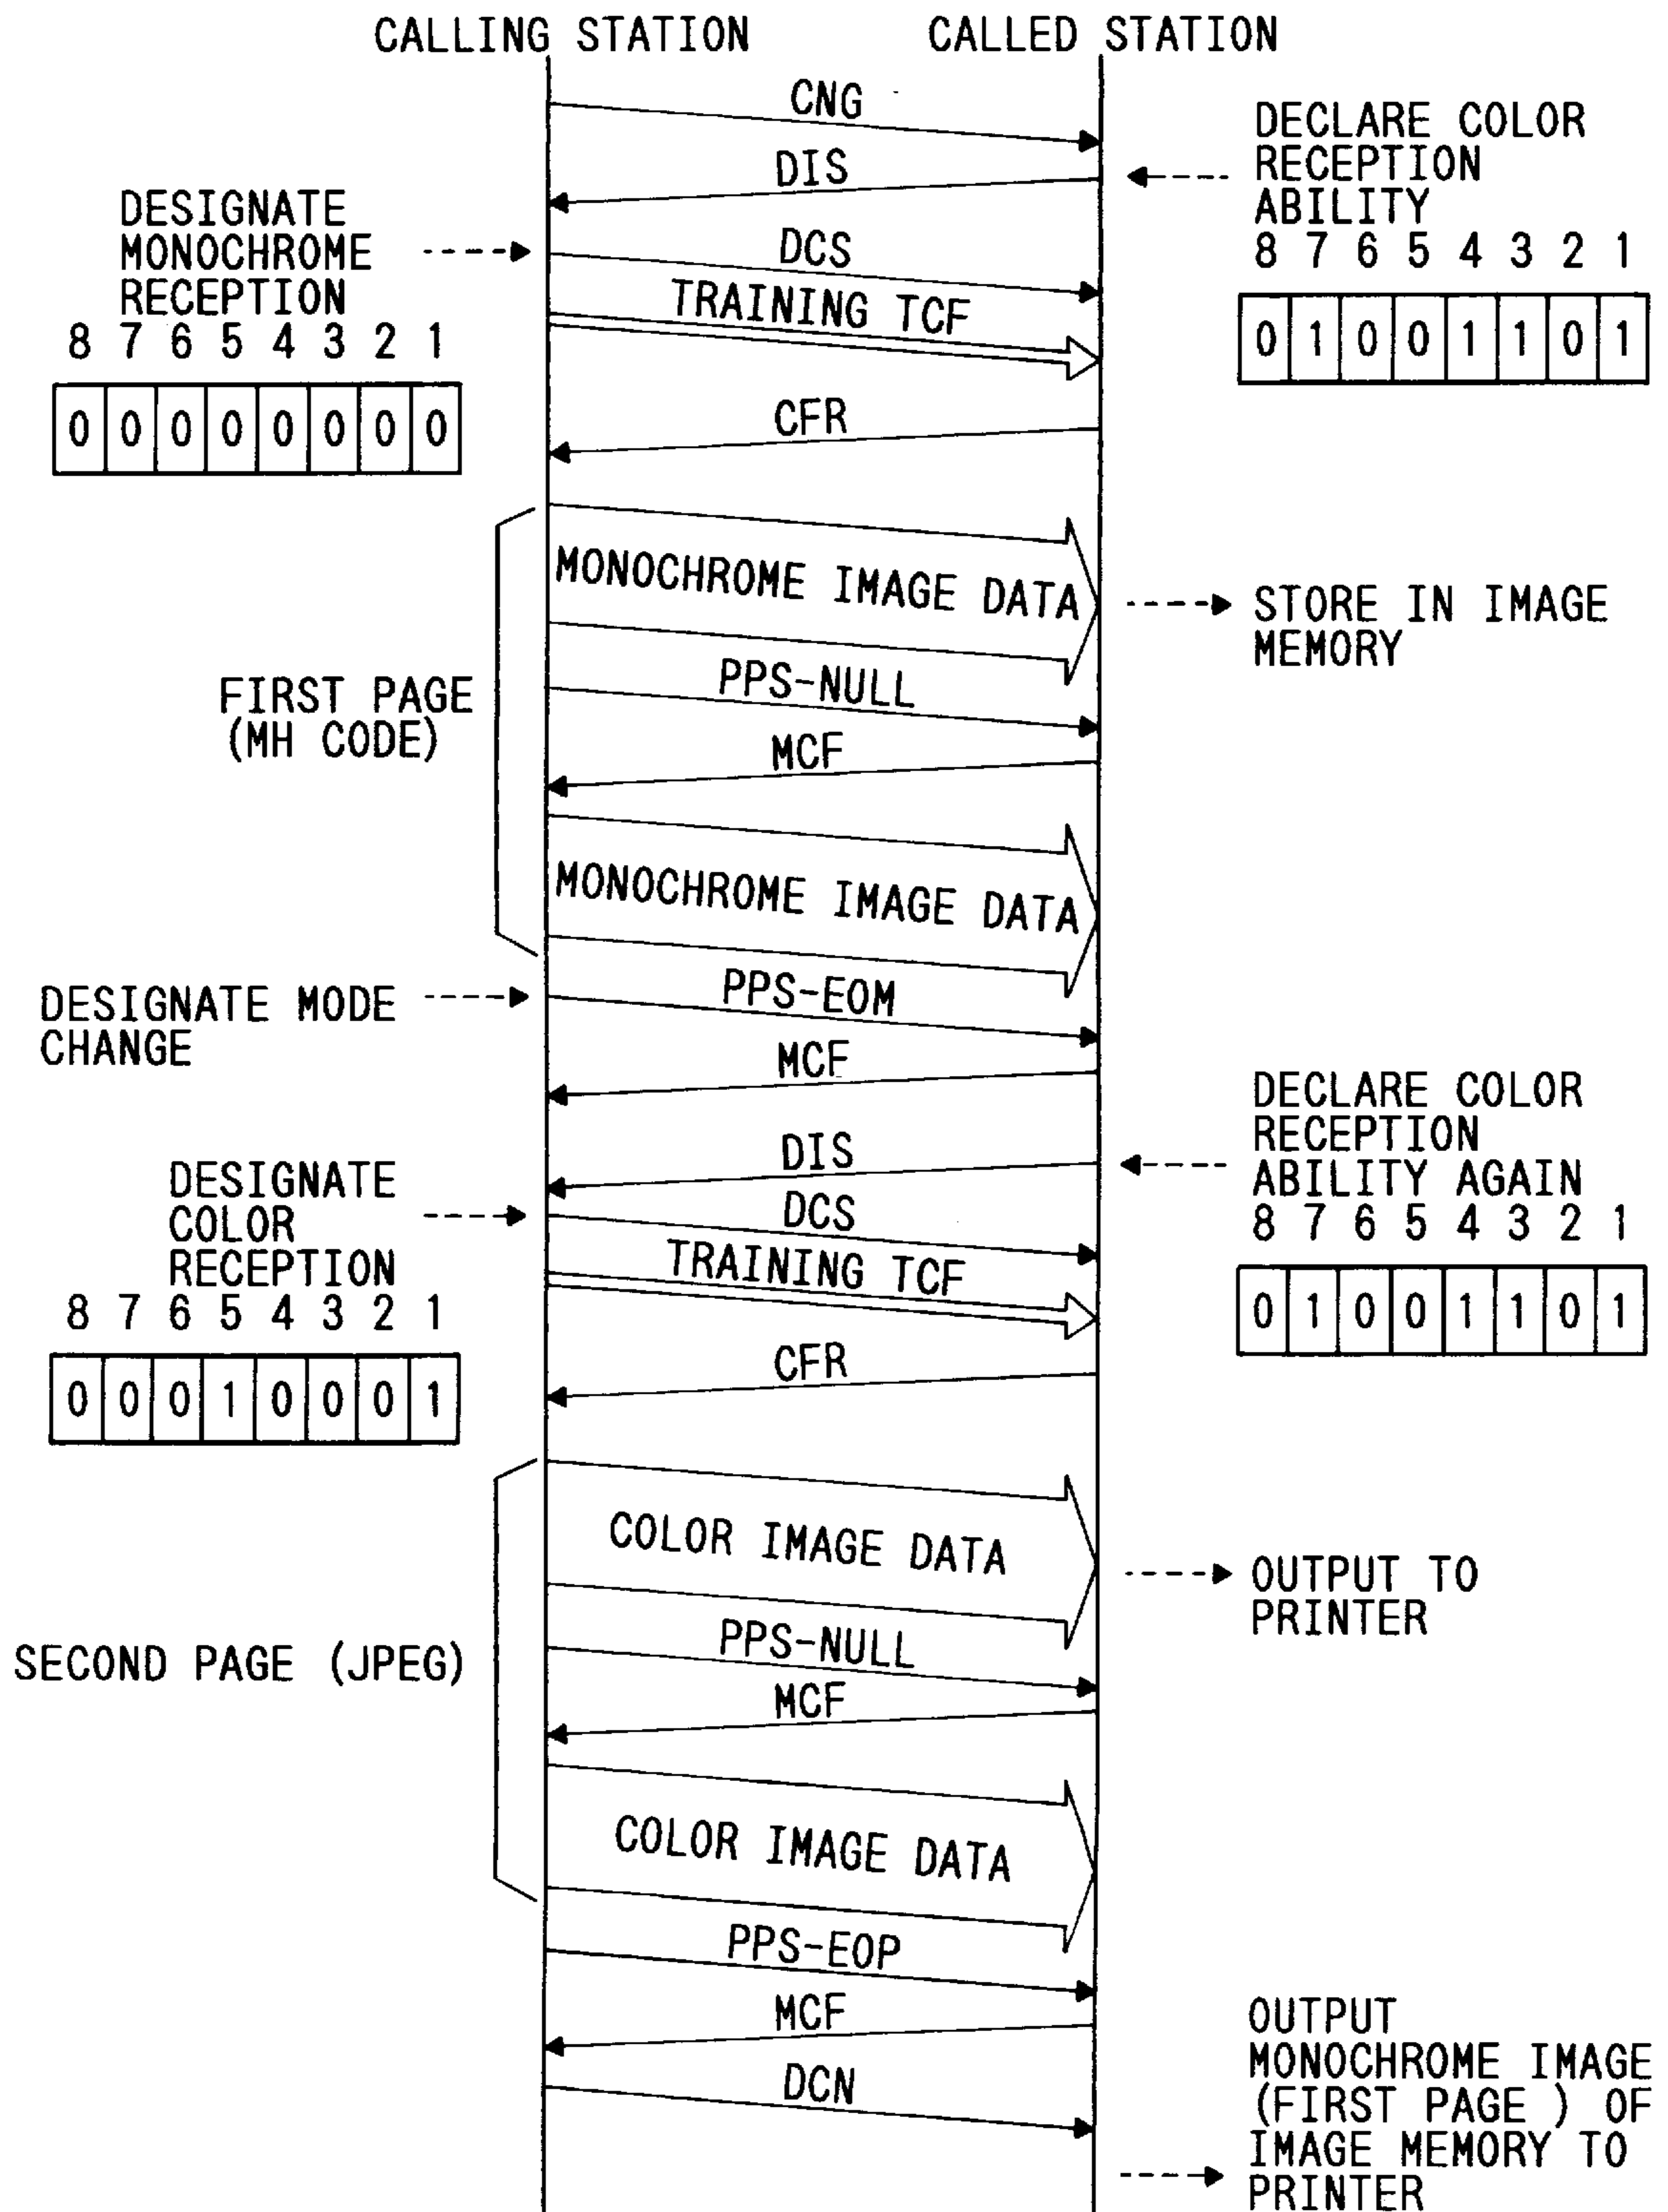 CALLING STATION
CALLED STATION
CNG
DECLARE COLOR
RECEPTION
ABILITY
8 7 6 5 4 3 2 1
0 1 0 0 1 1 0 1
DIS
DESIGNATE
MONOCHROME
RECEPTION
8 7 6 5 4 3 2 1
0 0 0 0 0 0 0 0
DCS
TRAINING TCF
CFR
MONOCHROME IMAGE DATA
STORE IN IMAGE
MEMORY
FIRST PAGE
(MH CODE)
PPS-NULL
MCF
MONOCHROME IMAGE DATA
DESIGNATE MODE
CHANGE
PPS-EOM
MCF
DECLARE COLOR
RECEPTION
ABILITY AGAIN
8 7 6 5 4 3 2 1
0 1 0 0 1 1 0 1
DIS
DESIGNATE
COLOR
RECEPTION
8 7 6 5 4 3 2 1
0 0 0 1 0 0 0 1
DCS
TRAINING TCF
CFR
COLOR IMAGE DATA
OUTPUT TO
PRINTER
SECOND PAGE (JPEG)
PPS-NULL
MCF
COLOR IMAGE DATA
PPS-EOP
MCF
DCN
OUTPUT
MONOCHROME IMAGE
(FIRST PAGE ) OF
IMAGE MEMORY TO
PRINTER